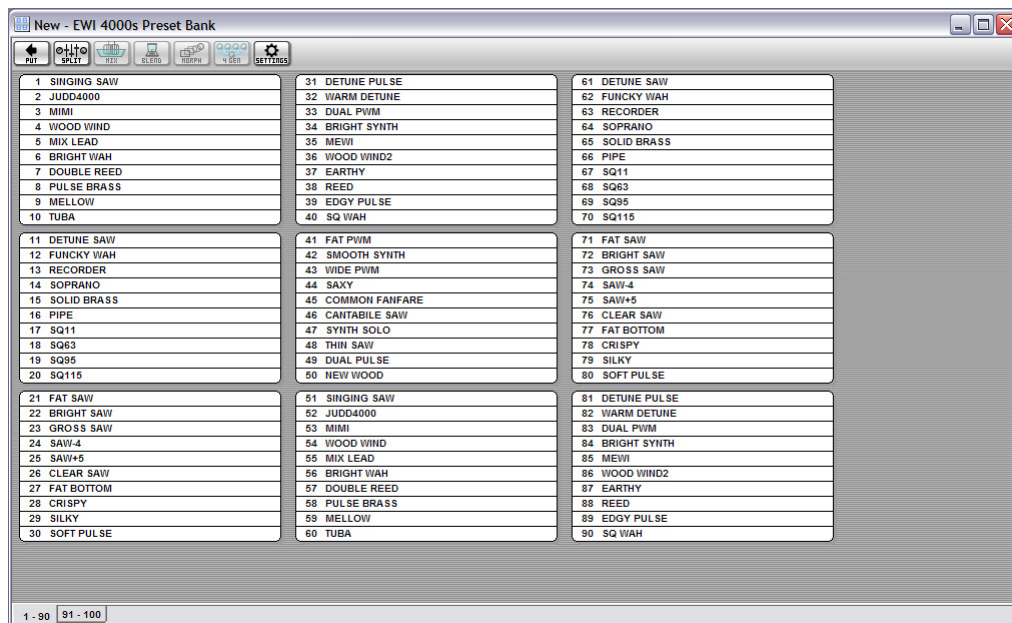 New - EWI 4000s Preset Bank
PUT SPLIT MIX BLEND MORPH 4 GEN SETTINGS
1 SINGING SAW
2 JUDD4000
3 MIMI
4 WOOD WIND
5 MIX LEAD
6 BRIGHT WAH
7 DOUBLE REED
8 PULSE BRASS
9 MELLOW
10 TUBA
11 DETUNE SAW
12 FUNCKY WAH
13 RECORDER
14 SOPRANO
15 SOLID BRASS
16 PIPE
17 SQ11
18 SQ63
19 SQ95
20 SQ115
21 FAT SAW
22 BRIGHT SAW
23 GROSS SAW
24 SAW-4
25 SAW+5
26 CLEAR SAW
27 FAT BOTTOM
28 CRISPY
29 SILKY
30 SOFT PULSE
31 DETUNE PULSE
32 WARM DETUNE
33 DUAL PWM
34 BRIGHT SYNTH
35 MEWI
36 WOOD WIND2
37 EARTHY
38 REED
39 EDGY PULSE
40 SQ WAH
41 FAT PWM
42 SMOOTH SYNTH
43 WIDE PWM
44 SAXY
45 COMMON FANFARE
46 CANTABILE SAW
47 SYNTH SOLO
48 THIN SAW
49 DUAL PULSE
50 NEW WOOD
51 SINGING SAW
52 JUDD4000
53 MIMI
54 WOOD WIND
55 MIX LEAD
56 BRIGHT WAH
57 DOUBLE REED
58 PULSE BRASS
59 MELLOW
60 TUBA
61 DETUNE SAW
62 FUNCKY WAH
63 RECORDER
64 SOPRANO
65 SOLID BRASS
66 PIPE
67 SQ11
68 SQ63
69 SQ95
70 SQ115
71 FAT SAW
72 BRIGHT SAW
73 GROSS SAW
74 SAW-4
75 SAW+5
76 CLEAR SAW
77 FAT BOTTOM
78 CRISPY
79 SILKY
80 SOFT PULSE
81 DETUNE PULSE
82 WARM DETUNE
83 DUAL PWM
84 BRIGHT SYNTH
85 MEWI
86 WOOD WIND2
87 EARTHY
88 REED
89 EDGY PULSE
90 SQ WAH
1 - 90 91 - 100